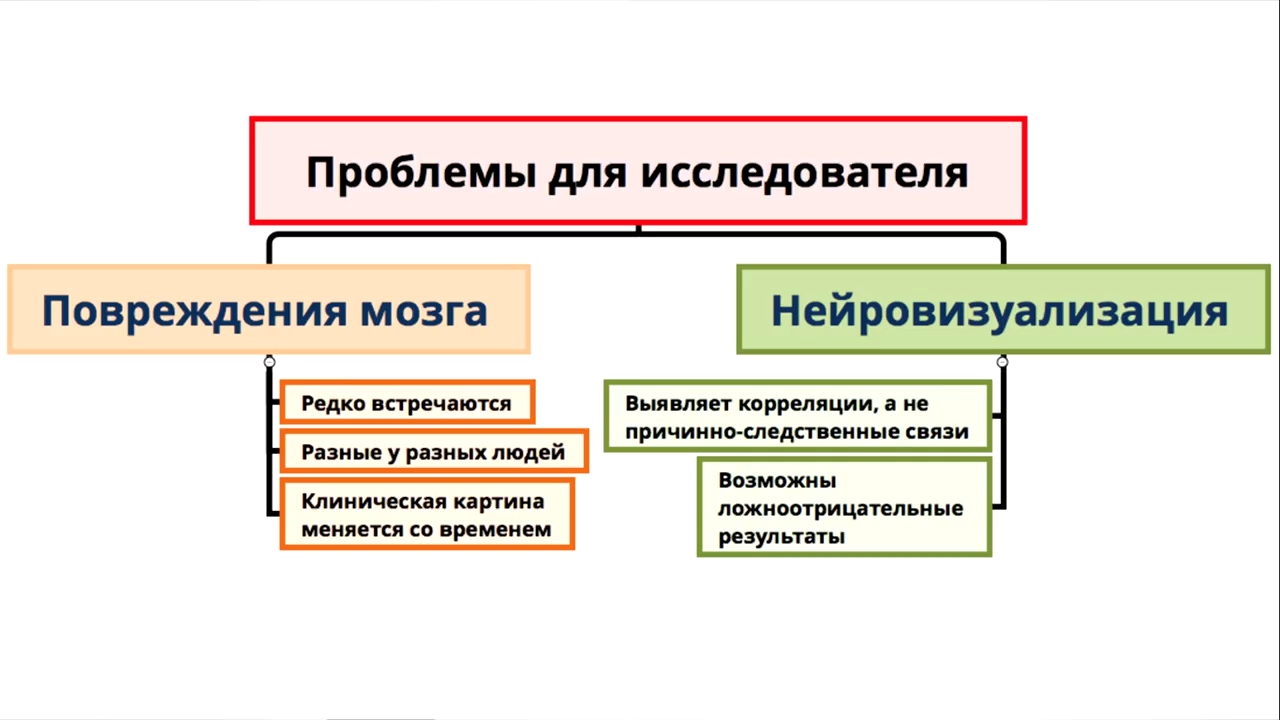 Проблемы для исследователя
Повреждения мозга
Редко встречаются
Разные у разных людей
Клиническая картина
меняется со временем
Нейровизуализация
Выявляет корреляции, а не
причинно-следственные связи
Возможны
ложноотрицательные
результаты